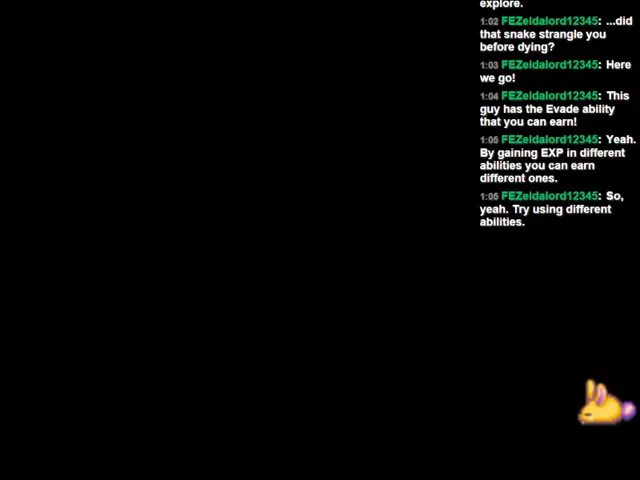 explore.
1:02 FEZeldalord12345: ...did
that snake strangle you
before dying?
1:03 FEZeldalord12345: Here
we go!
1:04 FEZeldalord12345: This
guy has the Evade ability
that you can earn!
1:05 FEZeldalord12345: Yeah.
By gaining EXP in different
abilities you can earn
different ones.
1:05 FEZeldalord12345: So,
yeah. Try using different
abilities.